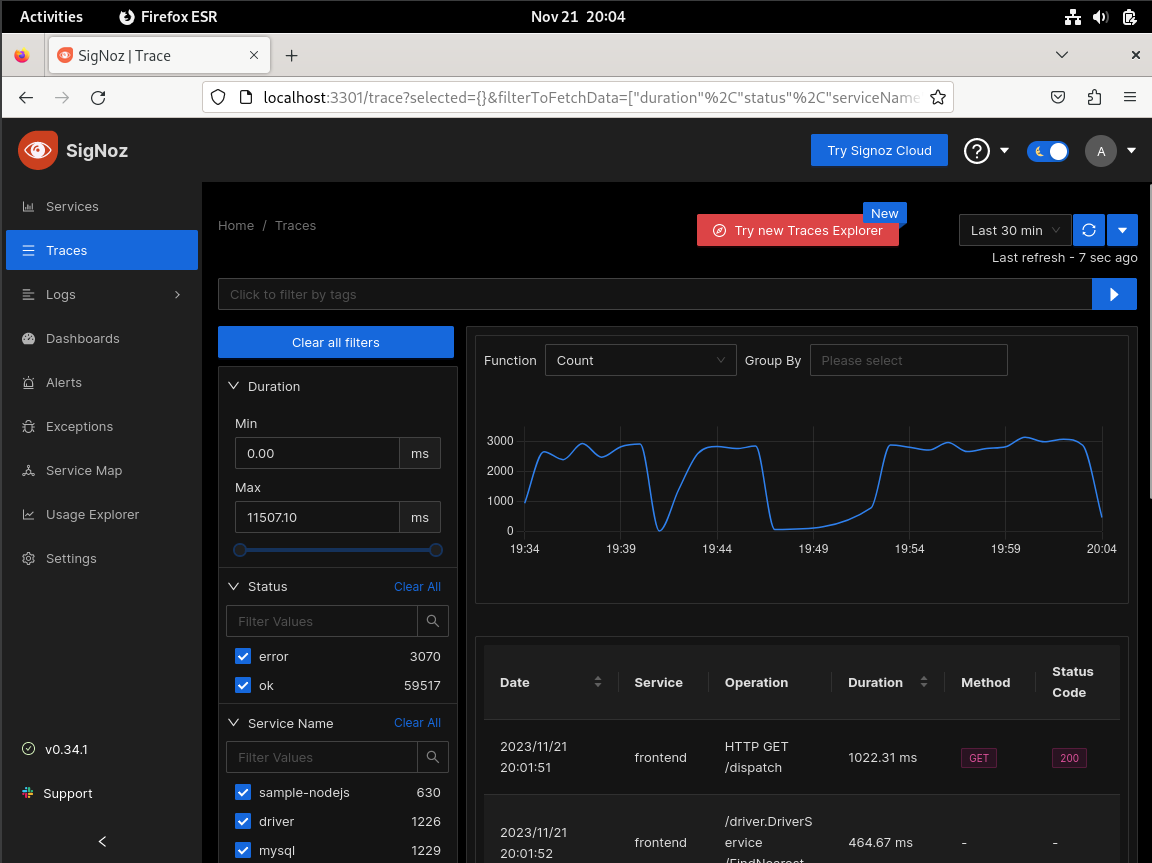 Activities
Firefox ESR
Nov 21 20:04
SigNoz | Trace
localhost:3301/trace?selected={}&filterToFetchData=["duration"%2C"status"%2C"serviceName
SigNoz
Try Signoz Cloud
A
Services
Traces
Logs
Dashboards
Alerts
Exceptions
Service Map
Usage Explorer
Settings
v0.34.1
Support
Home / Traces
New
Try new Traces Explorer
Last 30 min
Last refresh - 7 sec ago
Click to filter by tags
Clear all filters
Duration
Min
0.00 ms
Max
11507.10 ms
Status Clear All
Filter Values
error 3070
ok 59517
Service Name Clear All
Filter Values
sample-nodejs 630
driver 1226
mysql 1229
Function Count Group By Please select
3000
2000
1000
0
19:34 19:39 19:44 19:49 19:54 19:59 20:04
Date Service Operation Duration Method Status
Code
2023/11/21
20:01:51
frontend
HTTP GET
/dispatch
1022.31 ms
GET
200
2023/11/21
20:01:52
frontend
/driver.DriverS
ervice
/FindNearest
464.67 ms
-
-